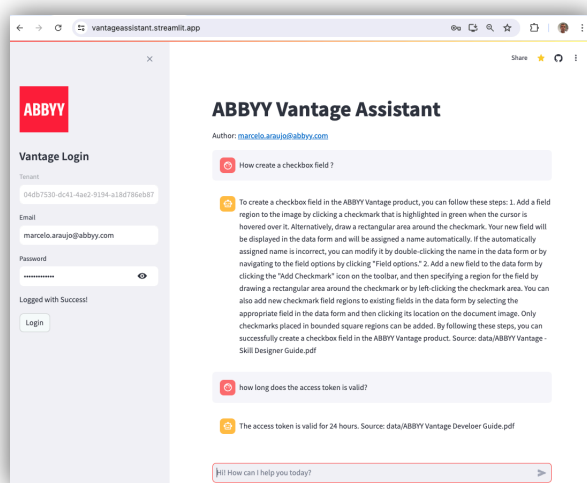 vantageassistant.streamlit.app
Share
ABBYY
Vantage Login
Tenant
04db7530-dc41-4ae2-9194-a18d786eb87
Email
marcelo.araujo@abbyy.com
Password
••••••••••••
Logged with Success!
Login
ABBYY Vantage Assistant
Author: marcelo.araujo@abbyy.com
How create a checkbox field ?
To create a checkbox field in the ABBYY Vantage product, you can follow these steps: 1. Add a field
region to the image by clicking a checkmark that is highlighted in green when the cursor is
hovered over it. Alternatively, draw a rectangular area around the checkmark. Your new field will
be displayed in the data form and will be assigned a name automatically. If the automatically
assigned name is incorrect, you can modify it by double-clicking the name in the data form or by
navigating to the field options by clicking "Field options." 2. Add a new field to the data form by
clicking the "Add Checkmark" icon on the toolbar, and then specifying a region for the field by
drawing a rectangular area around the checkmark or by left-clicking the checkmark area. You can
also add new checkmark field regions to existing fields in the data form by selecting the
appropriate field in the data form and then clicking its location on the document image. Only
checkmarks placed in bounded square regions can be added. By following these steps, you can
successfully create a checkbox field in the ABBYY Vantage product. Source: data/ABBYY Vantage -
Skill Designer Guide.pdf
how long does the access token is valid?
The access token is valid for 24 hours. Source: data/ABBYY Vantage Develoer Guide.pdf
Hi! How can I help you today?